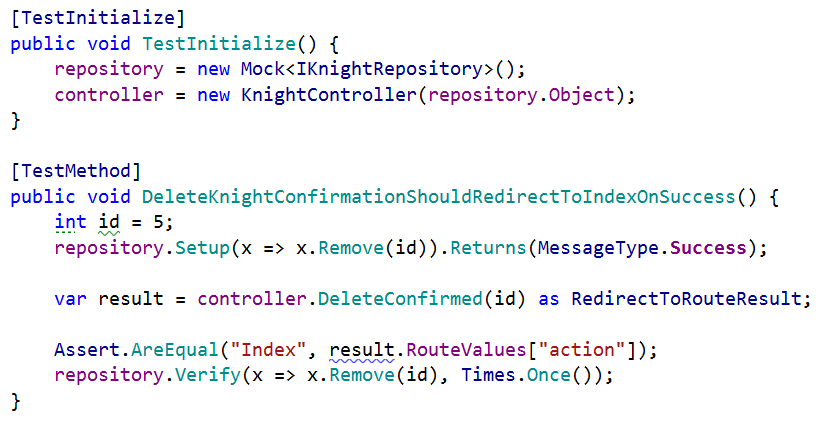 [TestInitialize]
public void TestInitialize() {
    repository = new Mock<IKnightRepository>();
    controller = new KnightController(repository.Object);
}

[TestMethod]
public void DeleteKnightConfirmationShouldRedirectToIndexOnSuccess() {
    int id = 5;
    repository.Setup(x => x.Remove(id)).Returns(MessageType.Success);

    var result = controller.DeleteConfirmed(id) as RedirectToRouteResult;

    Assert.AreEqual("Index", result.RouteValues["action"]);
    repository.Verify(x => x.Remove(id), Times.Once());
}